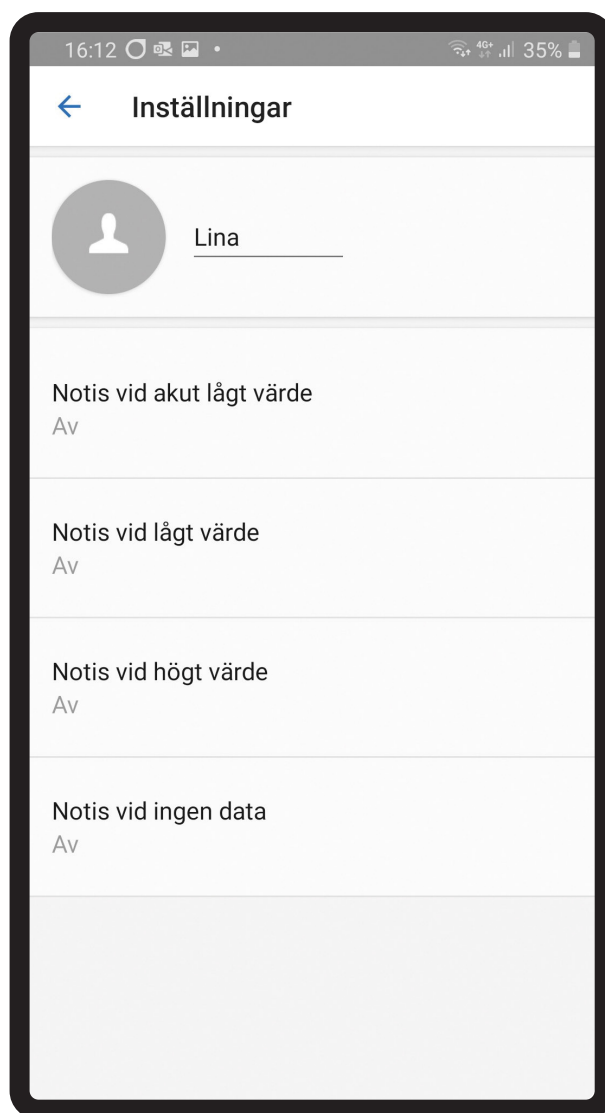 16:12 4G+ 35%
Inställningar
Lina
Notis vid akut lågt värde
Av
Notis vid lågt värde
Av
Notis vid högt värde
Av
Notis vid ingen data
Av